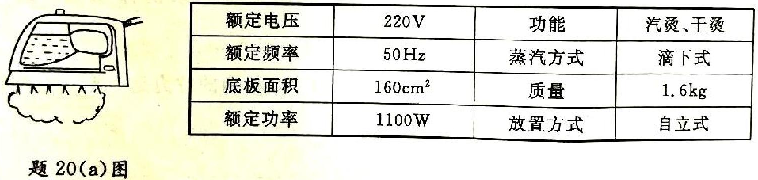 额定电压 220V 功能 汽烫、干烫
额定频率 50Hz 蒸汽方式 滴下式
底板面积 160cm² 质量 1.6kg
额定功率 1100W 放置方式 自立式
题 20(a)图